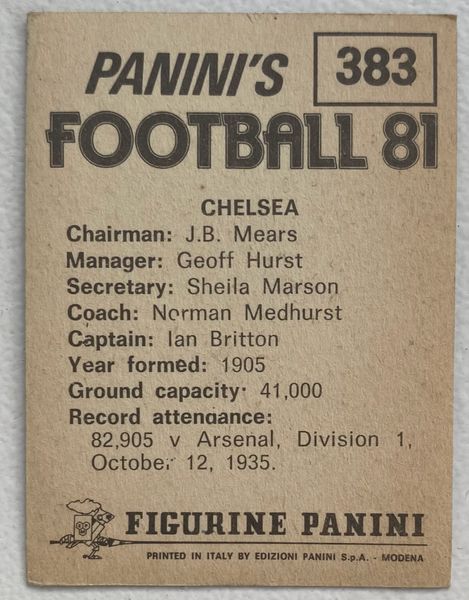 PANINI'S
383
FOOTBALL 81
CHELSEA
Chairman: J.B. Mears
Manager: Geoff Hurst
Secretary: Sheila Marson
Coach: Norman Medhurst
Captain: Ian Britton
Year formed: 1905
Ground capacity: 41,000
Record attendance:
82,905 v Arsenal, Division 1,
October 12, 1935.
FIGURINE PANINI
PRINTED IN ITALY BY EDIZIONI PANINI S.p.A. - MODENA